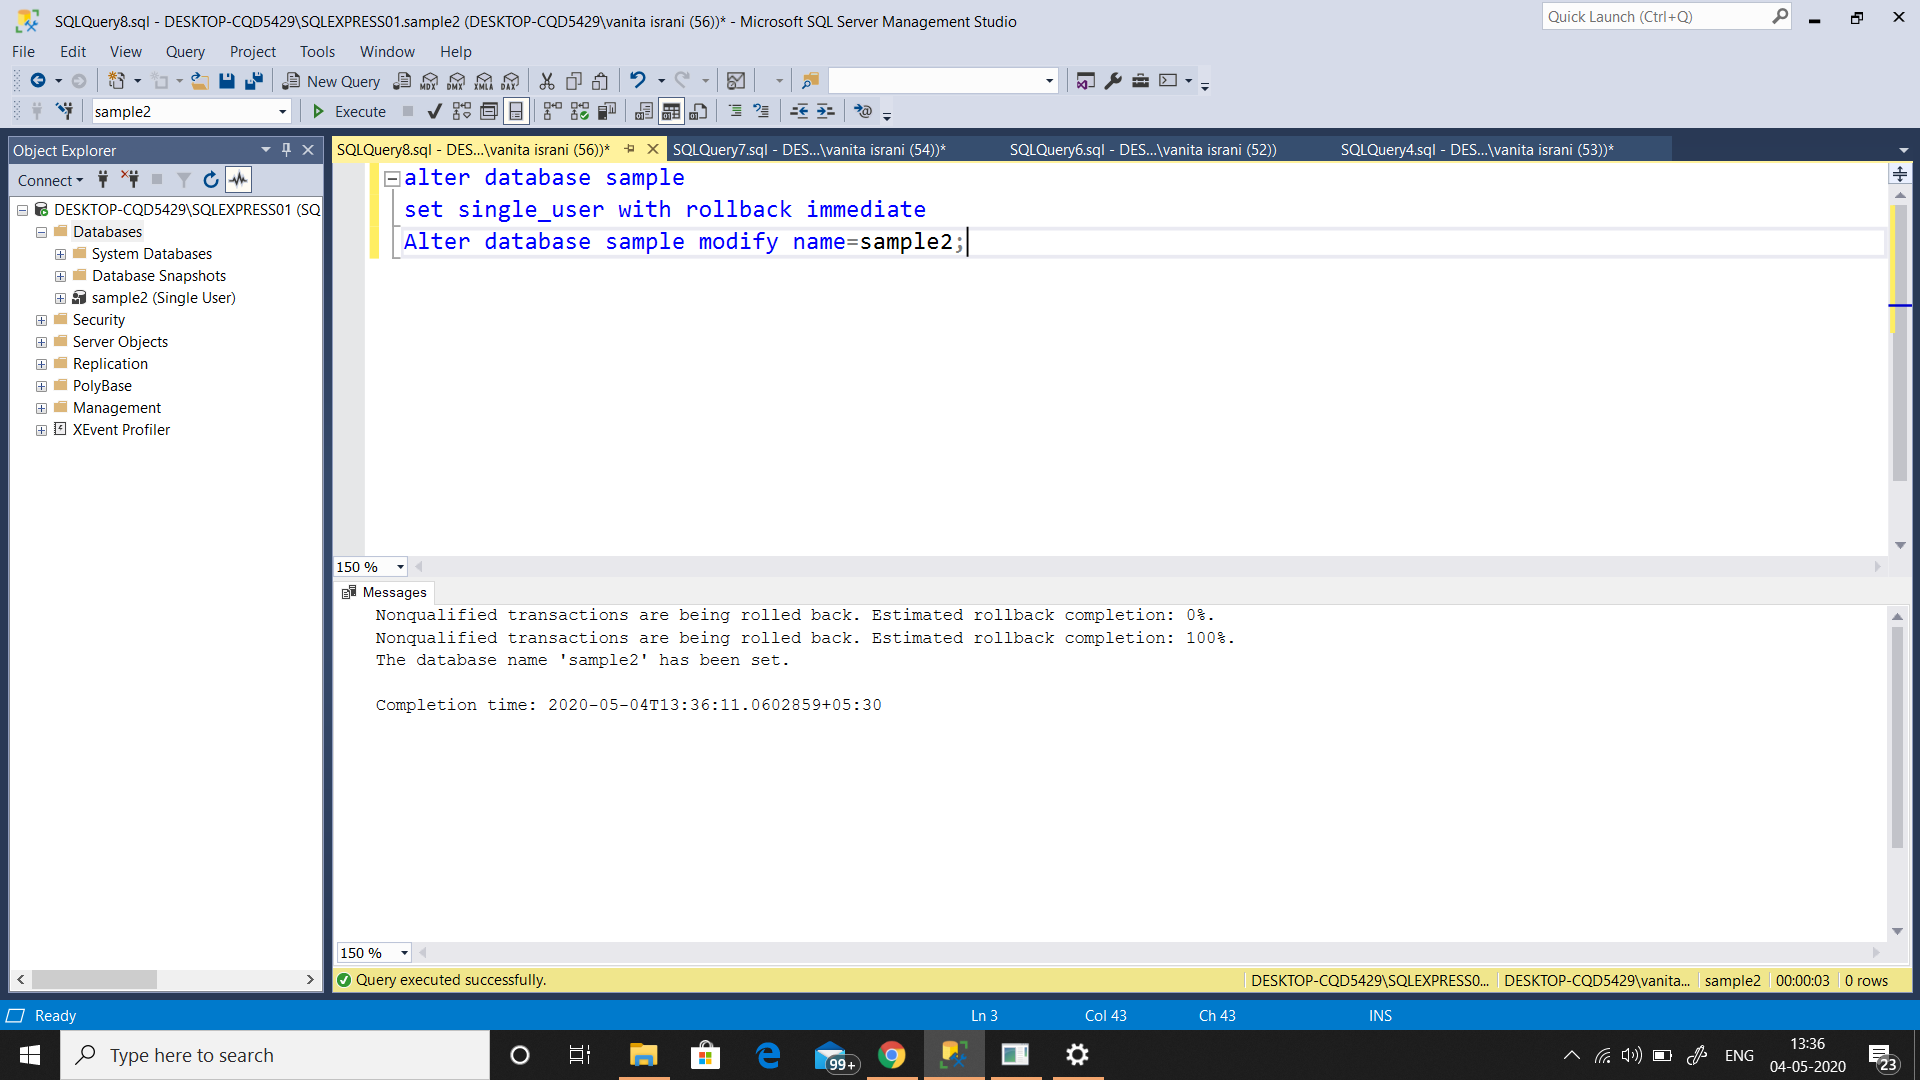 SQLQuery8.sql - DESKTOP-CQD5429\SQLEXPRESS01.sample2 (DESKTOP-CQD5429\vanita israni (56))* - Microsoft SQL Server Management Studio
Quick Launch (Ctrl+Q)
File Edit View Query Project Tools Window Help
New Query MDX DMX XMLA DAX
sample2 Execute
Object Explorer
SQLQuery8.sql - DES...\vanita israni (56))* SQLQuery7.sql - DES...\vanita israni (54))* SQLQuery6.sql - DES...\vanita israni (52)) SQLQuery4.sql - DES...\vanita israni (53))*
Connect
DESKTOP-CQD5429\SQLEXPRESS01 (SQ
Databases
System Databases
Database Snapshots
sample2 (Single User)
Security
Server Objects
Replication
PolyBase
Management
XEvent Profiler
alter database sample
set single_user with rollback immediate
Alter database sample modify name=sample2;
150 %
Messages
Nonqualified transactions are being rolled back. Estimated rollback completion: 0%.
Nonqualified transactions are being rolled back. Estimated rollback completion: 100%.
The database name 'sample2' has been set.
Completion time: 2020-05-04T13:36:11.0602859+05:30
150 %
Query executed successfully. DESKTOP-CQD5429\SQLEXPRESS0... DESKTOP-CQD5429\vanita... sample2 00:00:03 0 rows
Ready Ln 3 Col 43 Ch 43 INS
Type here to search
99+
ENG
13:36
04-05-2020
23